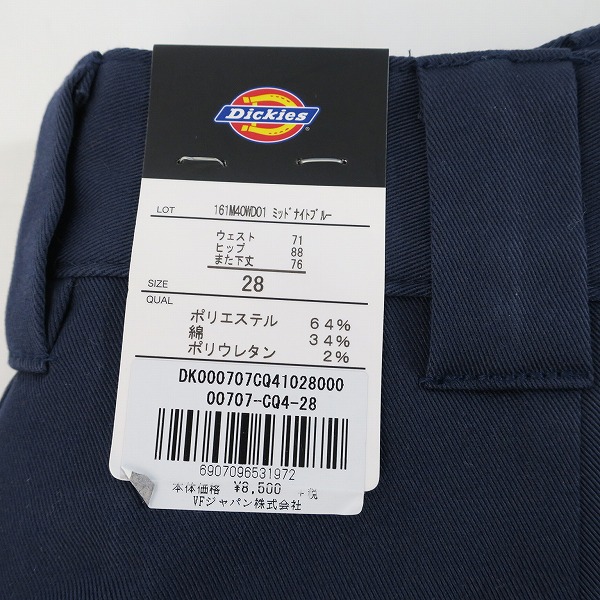 Dickies
LOT 161M40WD01 ミッドナイトブルー
ウェスト 71
ヒップ 88
また下丈 76
SIZE 28
QUAL
ポリエステル 64%
綿 34%
ポリウレタン 2%
DK000707CQ41028000
00707--CQ4-28
6907096531972
本体価格 ¥8,500 +税
VFジャパン株式会社